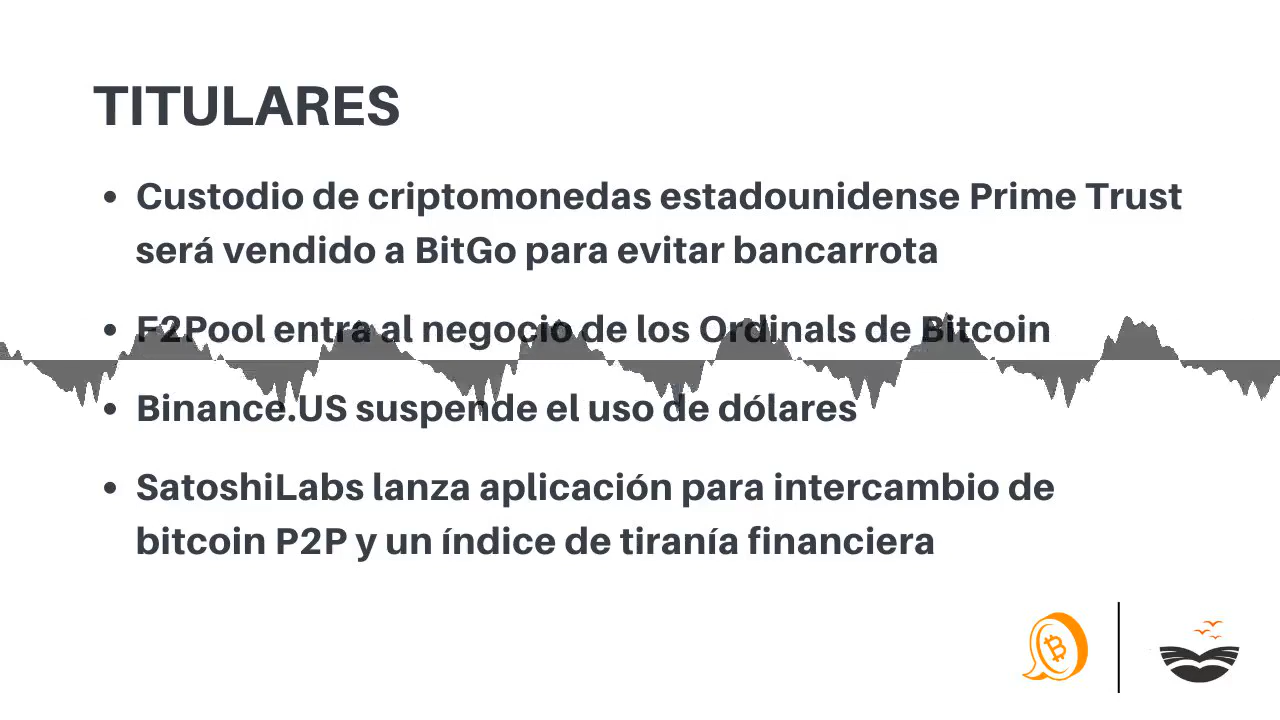 TITULARES
• Custodio de criptomonedas estadounidense Prime Trust
será vendido a BitGo para evitar bancarrota
• F2Pool entra al negocio de los Ordinals de Bitcoin
• Binance.US suspende el uso de dólares
• SatoshiLabs lanza aplicación para intercambio de
bitcoin P2P y un índice de tiranía financiera